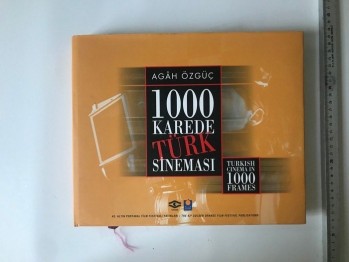 AGÂH ÖZGÜÇ
1000
KAREDE
TÜRK
SİNEMASI
TURKISH
CINEMA IN
1000
FRAMES